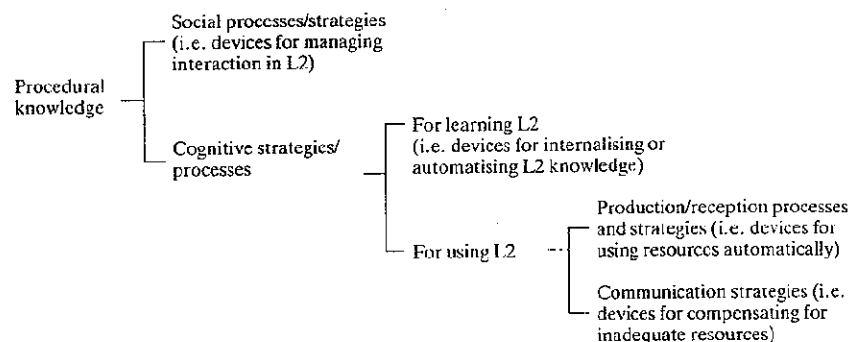 Social processes/strategies
(i.e. devices for managing
interaction in L2)
Procedural
knowledge
Cognitive strategies/
processes
For learning L2
(i.e. devices for internalising or
automatising L2 knowledge)
For using L2
Production/reception processes
and strategies (i.e. devices for
using resources automatically)
Communication strategies (i.e.
devices for compensating for
inadequate resources)